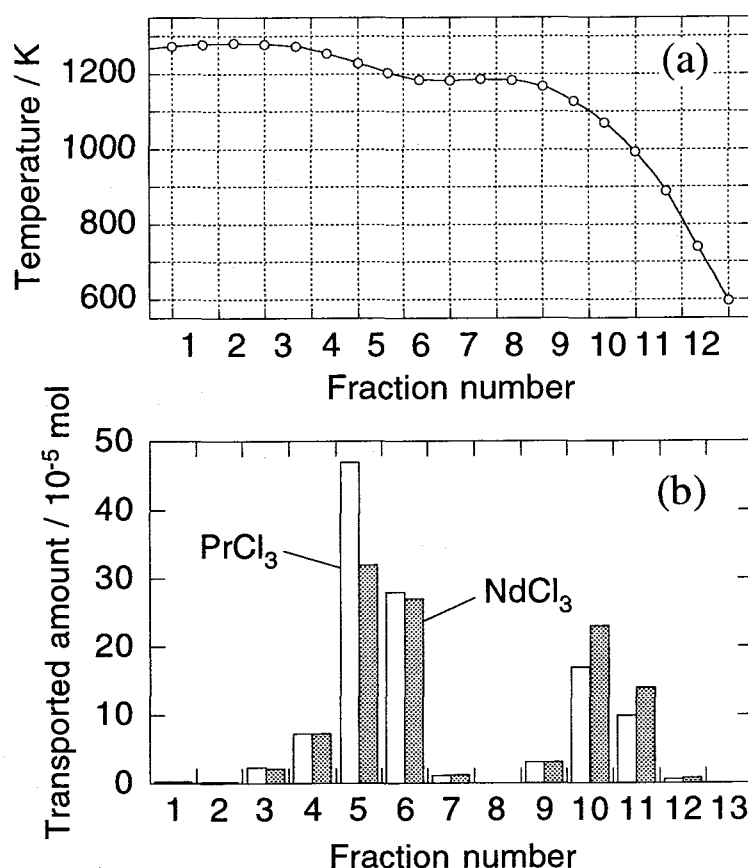 (a)
Temperature / K
1200
1000
800
600
1 2 3 4 5 6 7 8 9 10 11 12
Fraction number
(b)
Transported amount / 10⁻⁵ mol
50
40
30
20
10
0
PrCl₃
NdCl₃
1 2 3 4 5 6 7 8 9 10 11 12 13
Fraction number